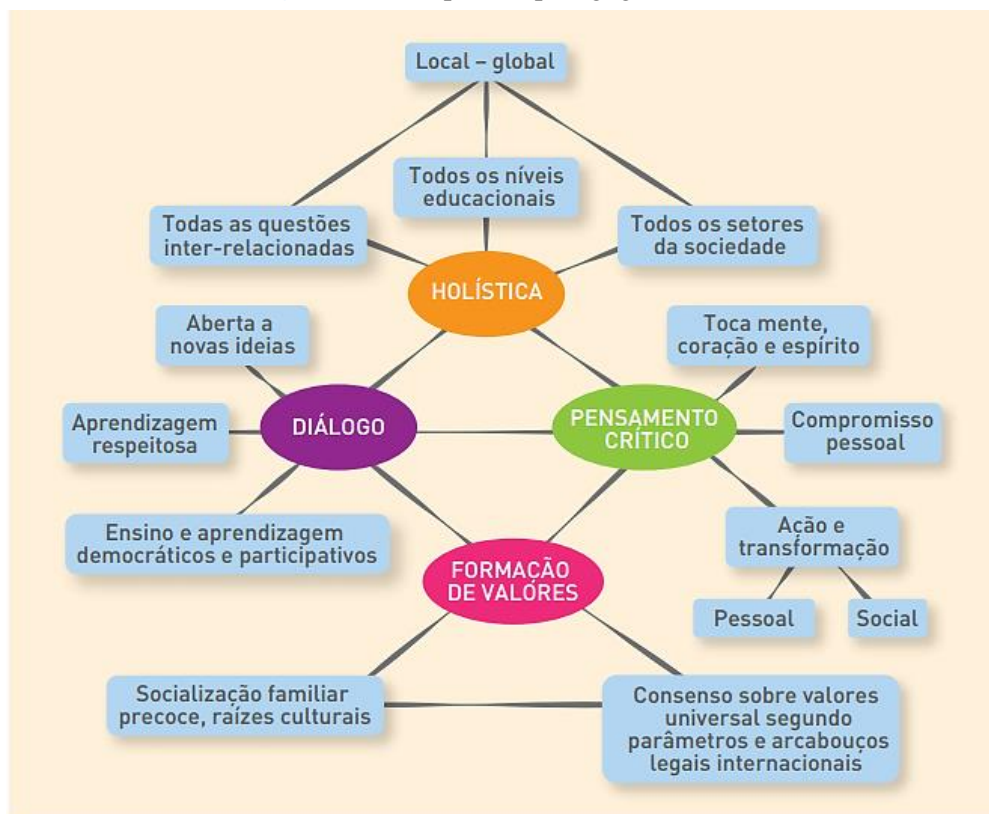 Local – global
Todos os níveis
educacionais
Todas as questões
inter-relacionadas
Todos os setores
da sociedade
HOLÍSTICA
Aberta a
novas ideias
Toca mente,
coração e espírito
Aprendizagem
respeitosa
DIÁLOGO
PENSAMENTO
CRÍTICO
Compromisso
pessoal
Ensino e aprendizagem
democráticos e participativos
Ação e
transformação
FORMAÇÃO
DE VALORES
Pessoal
Social
Socialização familiar
precoce, raízes culturais
Consenso sobre valores
universal segundo
parâmetros e arcabouços
legais internacionais